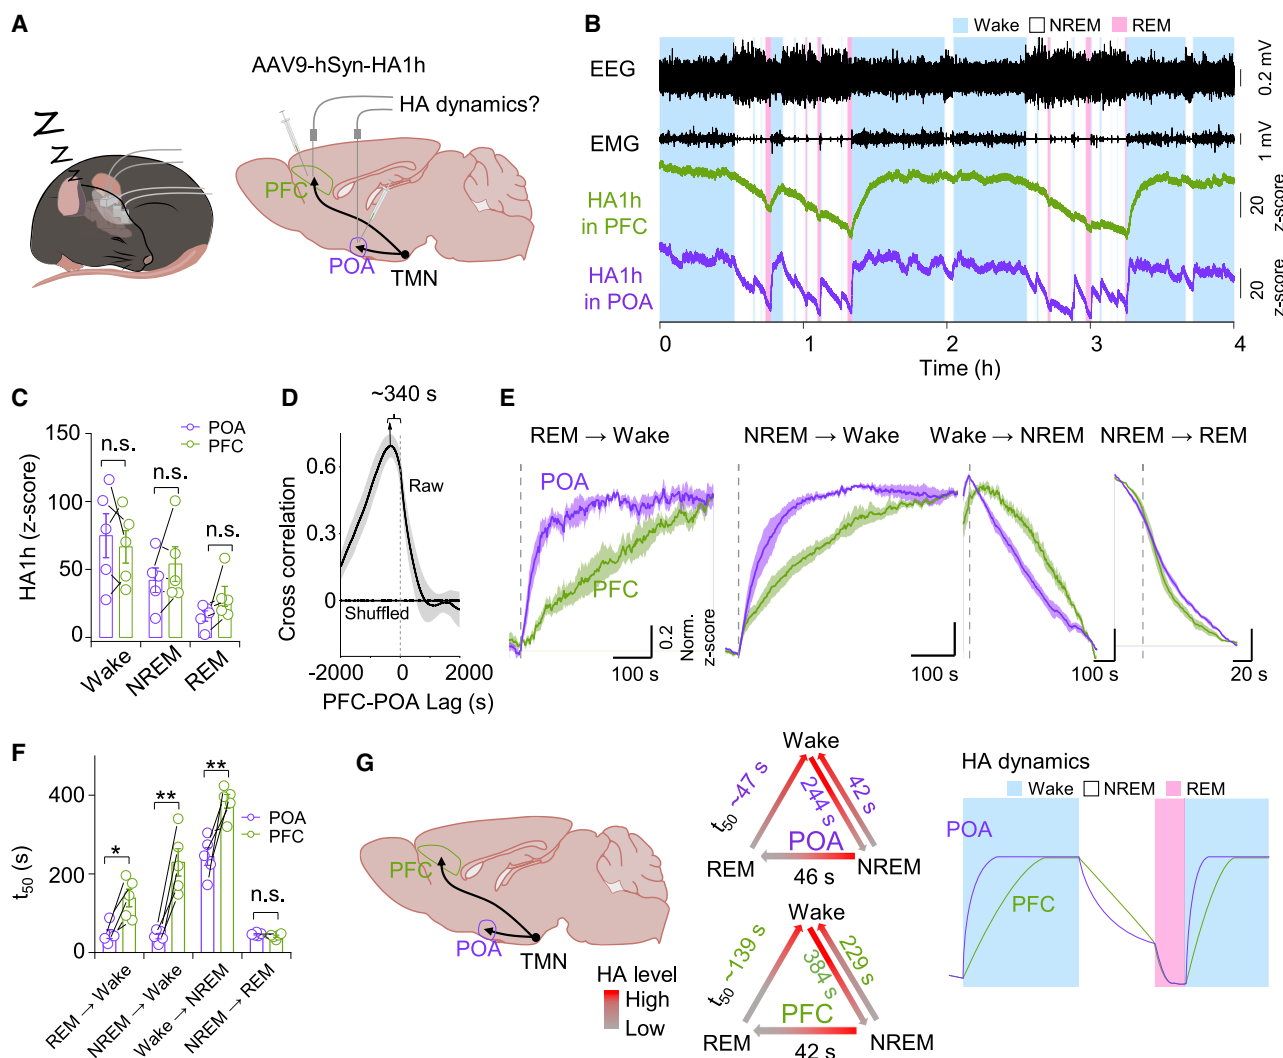 A
AAV9-hSyn-HA1h
HA dynamics?
Z
Z
Z
Z
PFC
POA
TMN
B
Wake NREM REM
EEG
0.2 mV
EMG
1 mV
HA1h
in PFC
20
z-score
HA1h
in POA
20
z-score
0 1 2 3 4
Time (h)
C
HA1h (z-score)
150
100
50
0
POA
PFC
n.s.
n.s.
n.s.
Wake
NREM
REM
D
~340 s
Cross correlation
0.6
0.3
0
Raw
Shuffled
-2000 0 2000
PFC-POA Lag (s)
E
REM → Wake
NREM → Wake
Wake → NREM
NREM → REM
POA
PFC
0.2
Norm.
z-score
100 s
100 s
100 s
20 s
F
t50 (s)
400
200
0
POA
PFC
*
**
**
n.s.
REM → Wake
NREM → Wake
Wake → NREM
NREM → REM
G
PFC
POA
TMN
HA level
High
Low
Wake
t50 ~47 s
244 s
42 s
POA
REM
NREM
46 s
Wake
t50 ~139 s
384 s
229 s
PFC
REM
NREM
42 s
HA dynamics
Wake NREM REM
POA
PFC